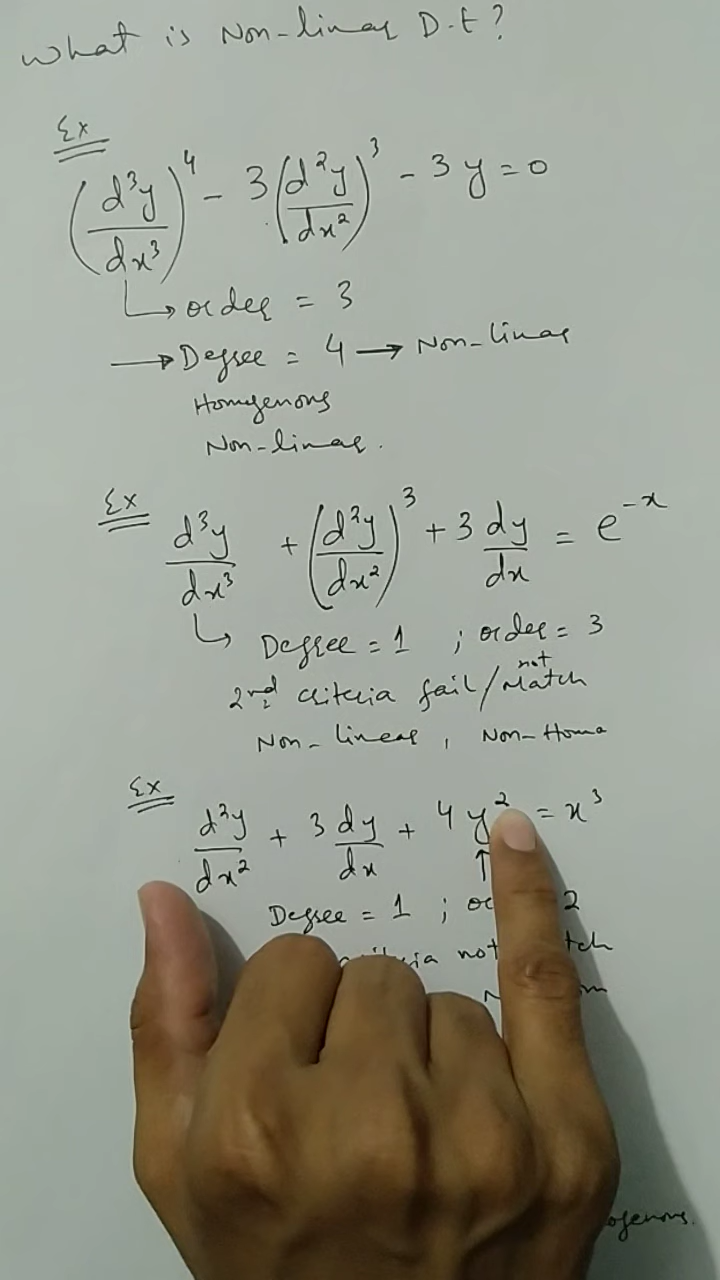 What is Non-linear D.E?
Ex
(d³y/dx³)⁴ - 3(d²y/dx²)³ - 3y = 0
order = 3
Degree = 4 → Non-linear
Homogenous
Non-linear.
Ex
d³y/dx³ + (d²y/dx²)³ + 3 dy/dx = e⁻ˣ
Degree = 1 ; order = 3
2nd criteria fail/not Match
Non-linear, Non-Homo
Ex
d²y/dx² + 3 dy/dx + 4y² = x³
↑
Degree = 1 ; 2
not